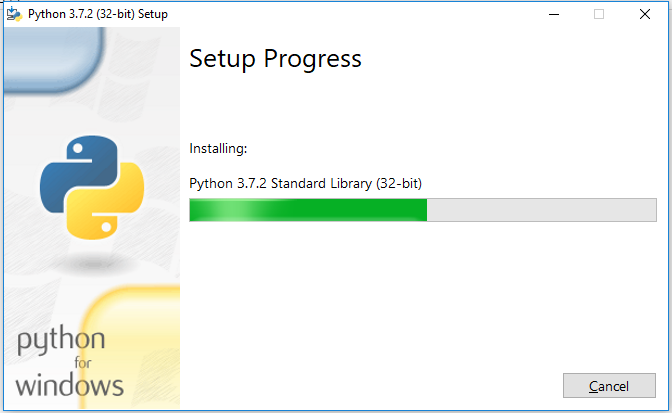 Python 3.7.2 (32-bit) Setup
Setup Progress
Installing:
Python 3.7.2 Standard Library (32-bit)
python
for
windows
Cancel